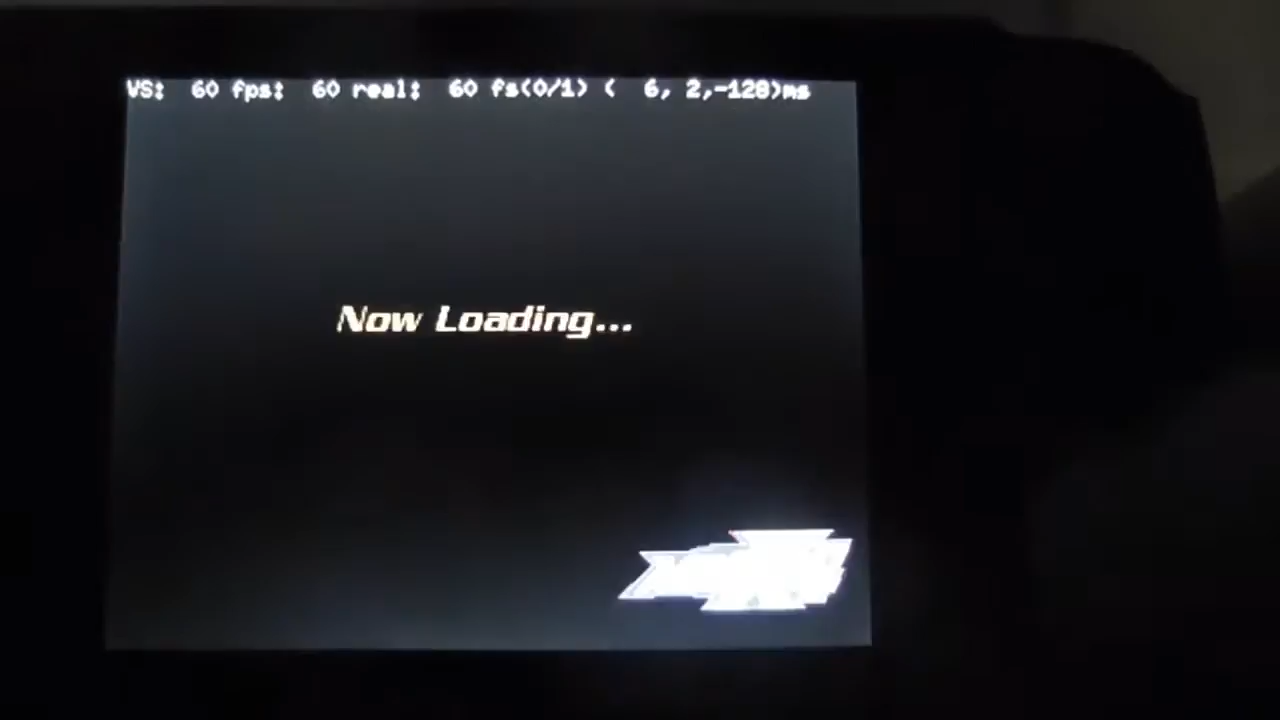 VS: 60 fps: 60 real: 60 fs(0/1) ( 6, 2,-128)ms
Now Loading...